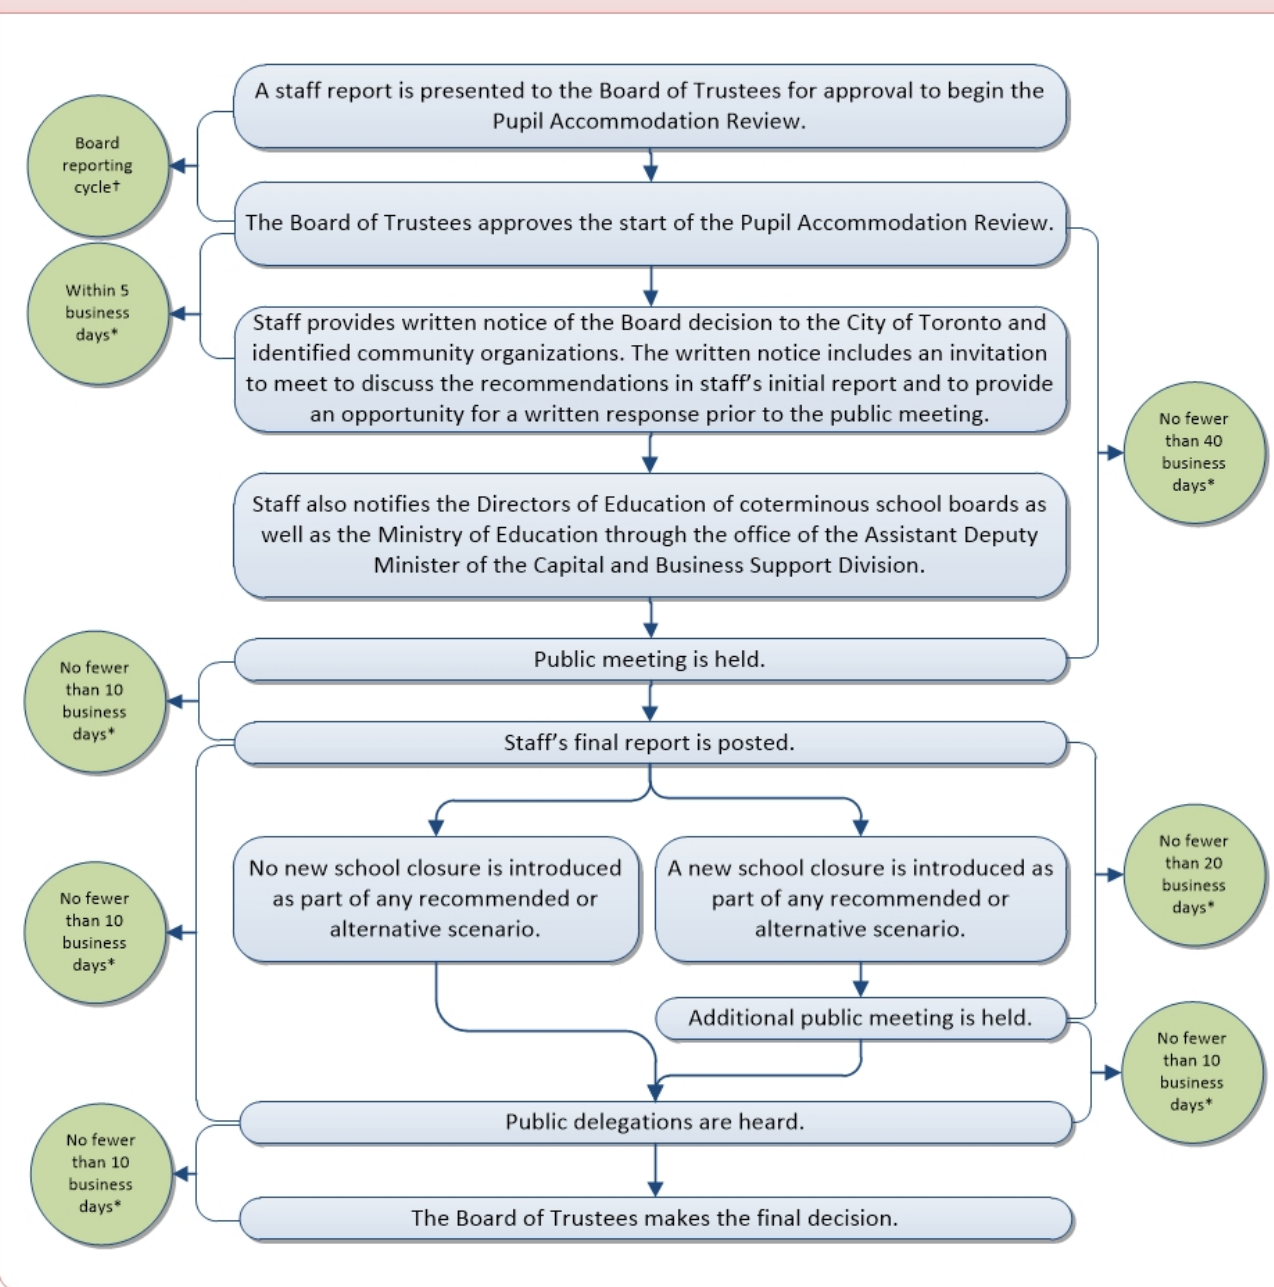 A staff report is presented to the Board of Trustees for approval to begin the
Pupil Accommodation Review.
Board
reporting
cycle†
The Board of Trustees approves the start of the Pupil Accommodation Review.
Within 5
business
days*
Staff provides written notice of the Board decision to the City of Toronto and
identified community organizations. The written notice includes an invitation
to meet to discuss the recommendations in staff's initial report and to provide
an opportunity for a written response prior to the public meeting.
No fewer
than 40
business
days*
Staff also notifies the Directors of Education of coterminous school boards as
well as the Ministry of Education through the office of the Assistant Deputy
Minister of the Capital and Business Support Division.
Public meeting is held.
No fewer
than 10
business
days*
Staff's final report is posted.
No new school closure is introduced
as part of any recommended or
alternative scenario.
A new school closure is introduced as
part of any recommended or
alternative scenario.
No fewer
than 20
business
days*
No fewer
than 10
business
days*
Additional public meeting is held.
No fewer
than 10
business
days*
Public delegations are heard.
No fewer
than 10
business
days*
The Board of Trustees makes the final decision.